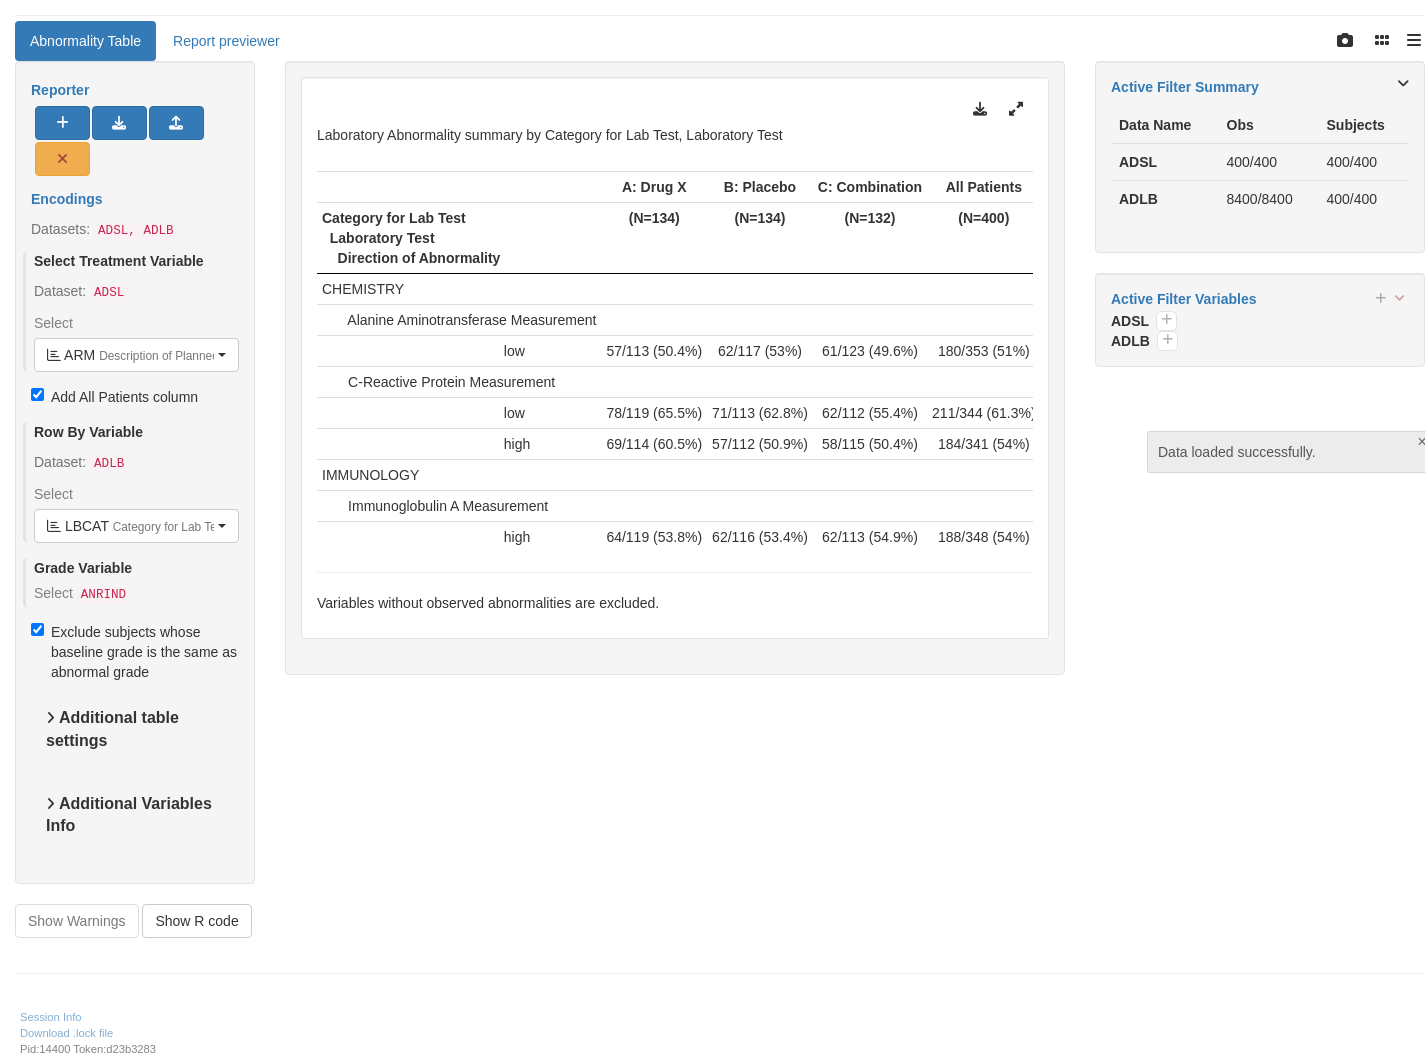 Abnormality Table
Report previewer
Reporter
Encodings
Datasets: ADSL, ADLB
Select Treatment Variable
Dataset: ADSL
Select
ARM Description of Planned
Add All Patients column
Row By Variable
Dataset: ADLB
Select
LBCAT Category for Lab Te
Grade Variable
Select ANRIND
Exclude subjects whose
baseline grade is the same as
abnormal grade
Additional table
settings
Additional Variables
Info
Show Warnings
Show R code
Laboratory Abnormality summary by Category for Lab Test, Laboratory Test
A: Drug X B: Placebo C: Combination All Patients
Category for Lab Test (N=134) (N=134) (N=132) (N=400)
Laboratory Test
Direction of Abnormality
CHEMISTRY
Alanine Aminotransferase Measurement
low 57/113 (50.4%) 62/117 (53%) 61/123 (49.6%) 180/353 (51%)
C-Reactive Protein Measurement
low 78/119 (65.5%) 71/113 (62.8%) 62/112 (55.4%) 211/344 (61.3%)
high 69/114 (60.5%) 57/112 (50.9%) 58/115 (50.4%) 184/341 (54%)
IMMUNOLOGY
Immunoglobulin A Measurement
high 64/119 (53.8%) 62/116 (53.4%) 62/113 (54.9%) 188/348 (54%)
Variables without observed abnormalities are excluded.
Active Filter Summary
Data Name Obs Subjects
ADSL 400/400 400/400
ADLB 8400/8400 400/400
Active Filter Variables
ADSL
ADLB
Data loaded successfully.
Session Info
Download .lock file
Pid:14400 Token:d23b3283